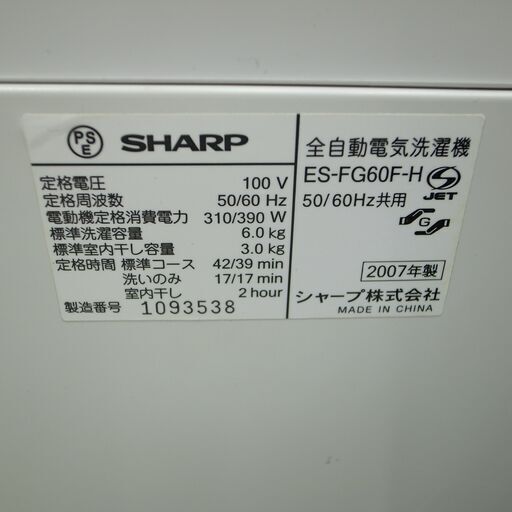 PS
E
SHARP
定格電圧 100 V
定格周波数 50/60 Hz
電動機定格消費電力 310/390 W
標準洗濯容量 6.0 kg
標準室内干し容量 3.0 kg
定格時間 標準コース 42/39 min
洗いのみ 17/17 min
室内干し 2 hour
製造番号 1093538
全自動電気洗濯機
ES-FG60F-H
50/60Hz共用
S
JET
G
2007年製
シャープ株式会社
MADE IN CHINA